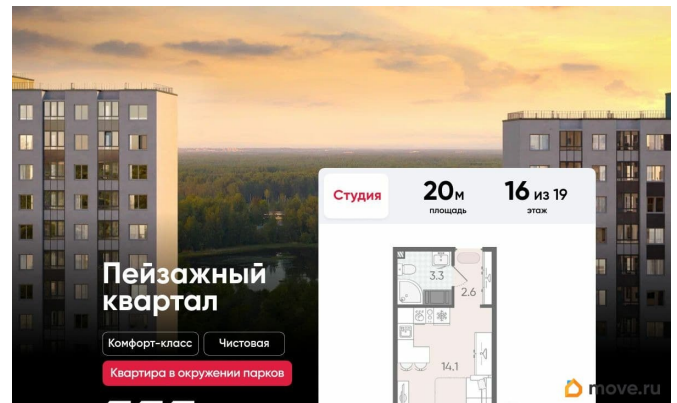 Студия
20м
площадь
16 из 19
этаж
Пейзажный
квартал
Комфорт-класс
Чистовая
Квартира в окружении парков
3.3
2.6
14.1
move.ru